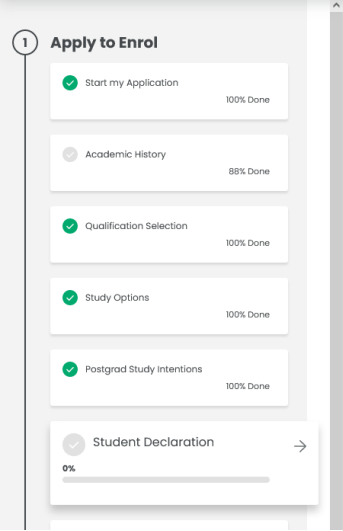 1 Apply to Enrol
Start my Application
100% Done
Academic History
88% Done
Qualification Selection
100% Done
Study Options
100% Done
Postgrad Study Intentions
100% Done
Student Declaration
0%